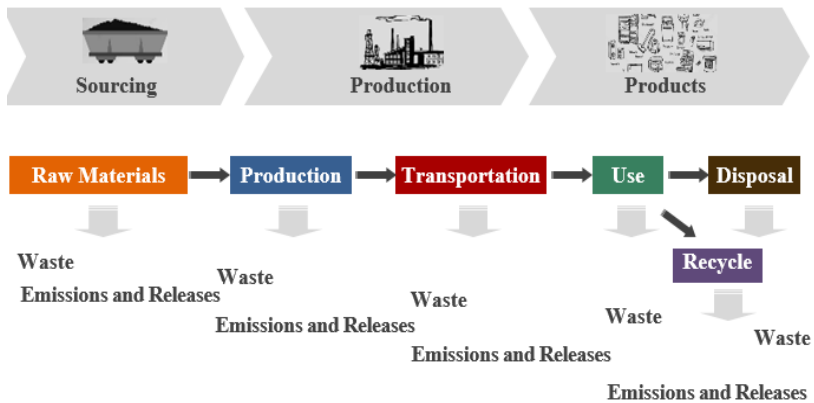 Sourcing
Production
Products
Raw Materials
Production
Transportation
Use
Disposal
Recycle
Waste
Emissions and Releases
Waste
Emissions and Releases
Waste
Emissions and Releases
Waste
Waste
Emissions and Releases